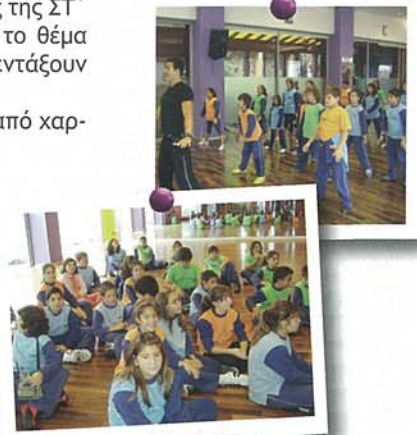 ς της ΣΤ΄
το θέμα
εντάξουν
από χαρ-